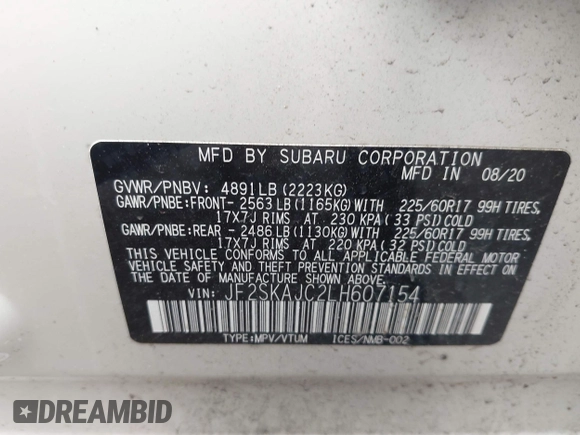 MFD BY SUBARU CORPORATION
MFD IN 08/20
GVWR/PNBV: 4891LB(2223KG)
GAWR/PNBE:FRONT- 2563 LB(1165KG)WITH 225/60R17 99H TIRES
17X7J RIMS AT 230 KPA(33 PSI)COLD
GAWR/PNBE:REAR - 2486 LB(1130KG)WITH 225/60R17 99H TIRES,
17X7J RIMS AT 220 KPA(32 PSI)COLD
THIS VEHICLE CONFORMS TO ALL APPLICABLE FEDERAL MOTOR
VEHICLE SAFETY AND BUMPER STANDARDS IN EFFECT ON
THE DATE OF MANUFACTURE SHOWN ABOVE.
VIN: JF2SKAJC2LH607154
TYPE:MPV/VTUM ICES/NMB-002
DREAMBID